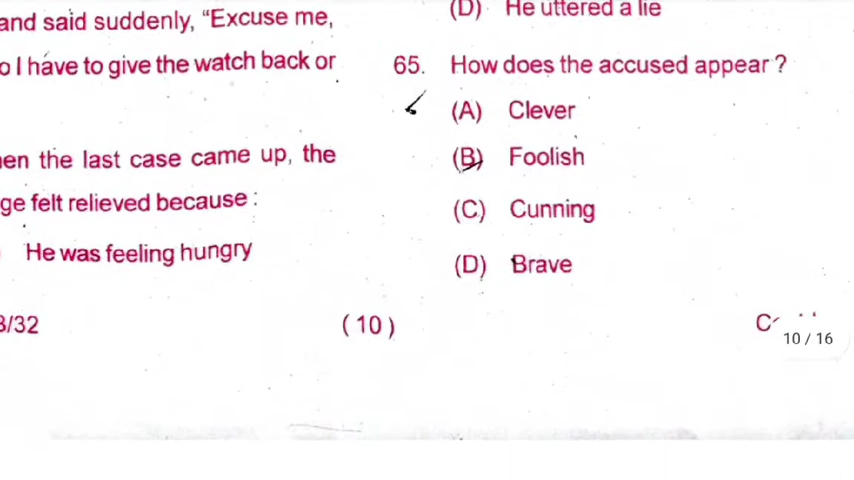 and said suddenly, “Excuse me,
o I have to give the watch back or
en the last case came up, the
ge felt relieved because :
He was feeling hungry
3/32
(10)
(D) He uttered a lie
65. How does the accused appear ?
(A) Clever
(B) Foolish
(C) Cunning
(D) Brave
10 / 16